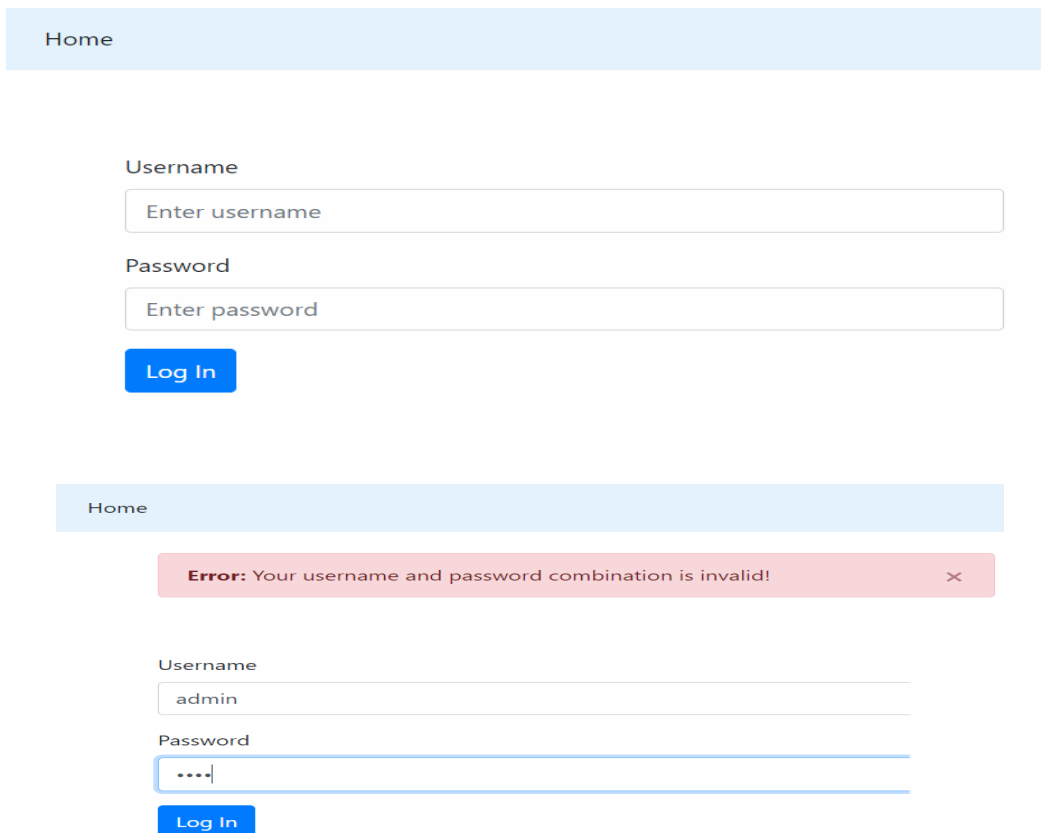 Home
Username
Enter username
Password
Enter password
Log In
Home
Error: Your username and password combination is invalid! ×
Username
admin
Password
••••
Log In